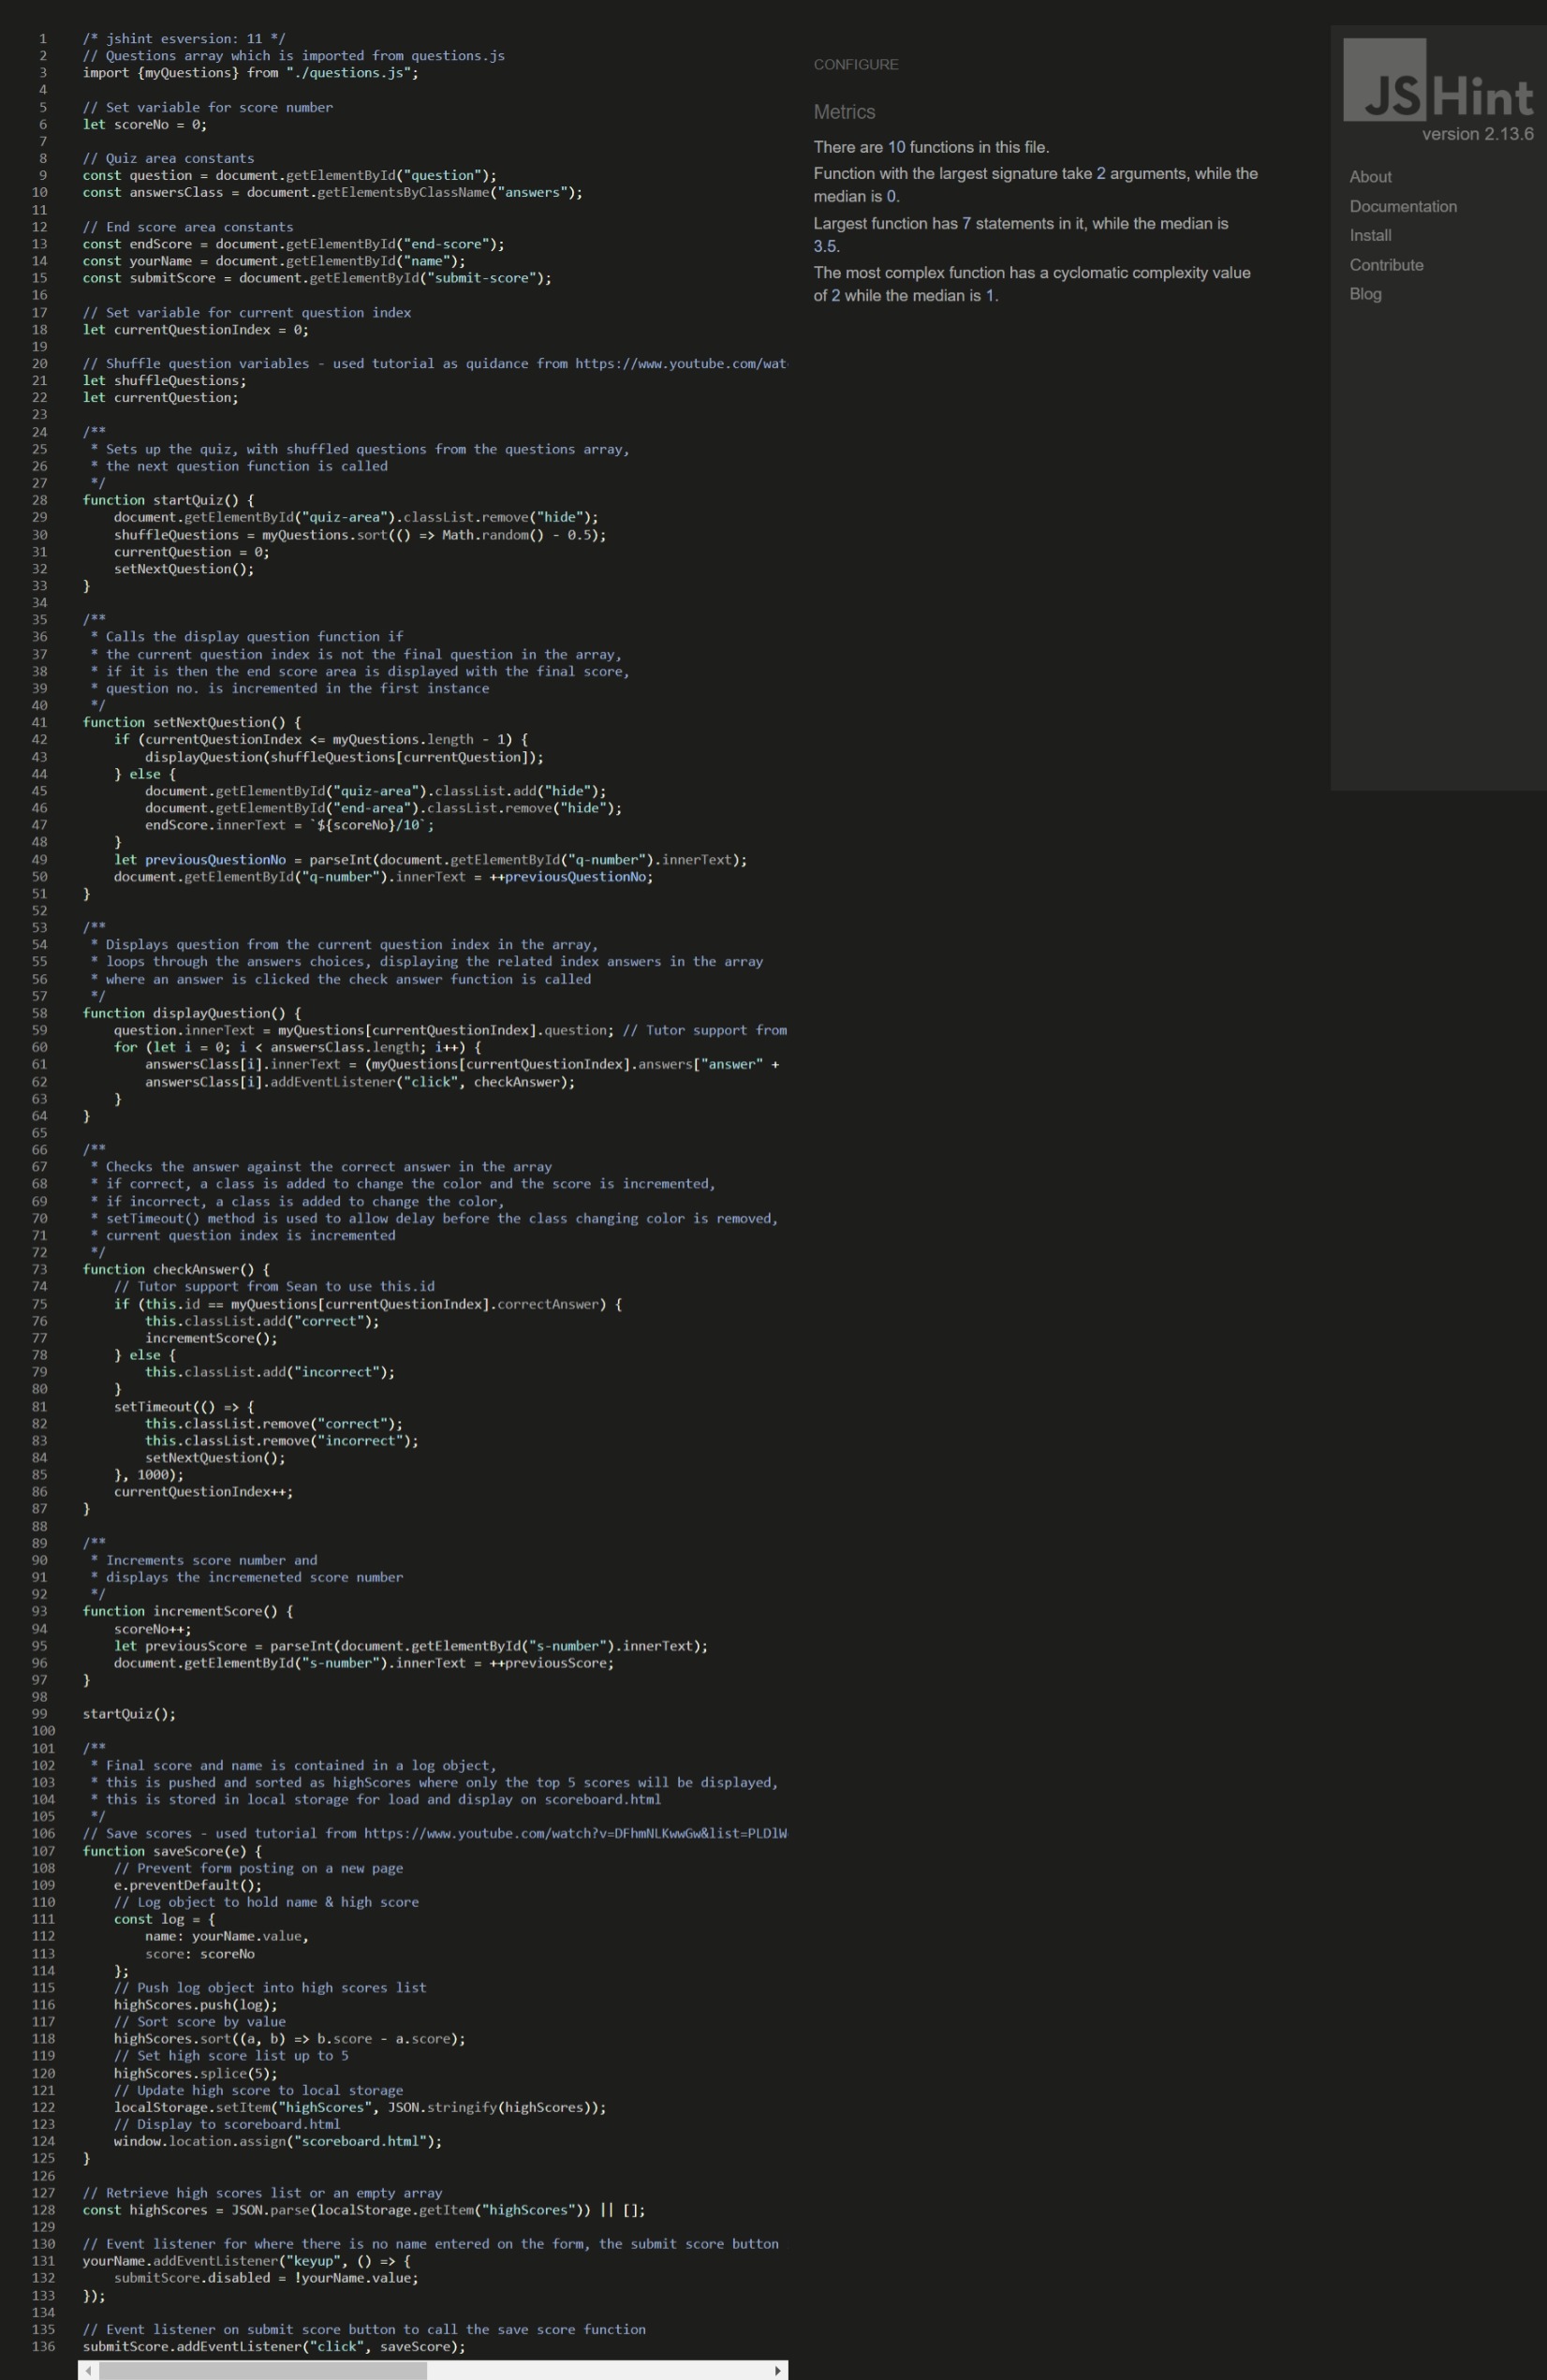 1 /* jshint esversion: 11 */
2 // Questions array which is imported from questions.js
3 import {myQuestions} from "./questions.js";
4
5 // Set variable for score number
6 let scoreNo = 0;
7
8 // Quiz area constants
9 const question = document.getElementById("question");
10 const answersClass = document.getElementsByClassName("answers");
11
12 // End score area constants
13 const endScore = document.getElementById("end-score");
14 const yourName = document.getElementById("name");
15 const submitScore = document.getElementById("submit-score");
16
17 // Set variable for current question index
18 let currentQuestionIndex = 0;
19
20 // Shuffle question variables - used tutorial as quidance from https://www.youtube.com/wat
21 let shuffleQuestions;
22 let currentQuestion;
23
24 /**
25  * Sets up the quiz, with shuffled questions from the questions array,
26  * the next question function is called
27  */
28 function startQuiz() {
29     document.getElementById("quiz-area").classList.remove("hide");
30     shuffleQuestions = myQuestions.sort(() => Math.random() - 0.5);
31     currentQuestion = 0;
32     setNextQuestion();
33 }
34
35 /**
36  * Calls the display question function if
37  * the current question index is not the final question in the array,
38  * if it is then the end score area is displayed with the final score,
39  * question no. is incremented in the first instance
40  */
41 function setNextQuestion() {
42     if (currentQuestionIndex <= myQuestions.length - 1) {
43         displayQuestion(shuffleQuestions[currentQuestion]);
44     } else {
45         document.getElementById("quiz-area").classList.add("hide");
46         document.getElementById("end-area").classList.remove("hide");
47         endScore.innerText = `${scoreNo}/10`;
48     }
49     let previousQuestionNo = parseInt(document.getElementById("q-number").innerText);
50     document.getElementById("q-number").innerText = ++previousQuestionNo;
51 }
52
53 /**
54  * Displays question from the current question index in the array,
55  * loops through the answers choices, displaying the related index answers in the array
56  * where an answer is clicked the check answer function is called
57  */
58 function displayQuestion() {
59     question.innerText = myQuestions[currentQuestionIndex].question; // Tutor support from
60     for (let i = 0; i < answersClass.length; i++) {
61         answersClass[i].innerText = (myQuestions[currentQuestionIndex].answers["answer" +
62         answersClass[i].addEventListener("click", checkAnswer);
63     }
64 }
65
66 /**
67  * Checks the answer against the correct answer in the array
68  * if correct, a class is added to change the color and the score is incremented,
69  * if incorrect, a class is added to change the color,
70  * setTimeout() method is used to allow delay before the class changing color is removed,
71  * current question index is incremented
72  */
73 function checkAnswer() {
74     // Tutor support from Sean to use this.id
75     if (this.id == myQuestions[currentQuestionIndex].correctAnswer) {
76         this.classList.add("correct");
77         incrementScore();
78     } else {
79         this.classList.add("incorrect");
80     }
81     setTimeout(() => {
82         this.classList.remove("correct");
83         this.classList.remove("incorrect");
84         setNextQuestion();
85     }, 1000);
86     currentQuestionIndex++;
87 }
88
89 /**
90  * Increments score number and
91  * displays the incremeneted score number
92  */
93 function incrementScore() {
94     scoreNo++;
95     let previousScore = parseInt(document.getElementById("s-number").innerText);
96     document.getElementById("s-number").innerText = ++previousScore;
97 }
98
99 startQuiz();
100
101 /**
102  * Final score and name is contained in a log object,
103  * this is pushed and sorted as highScores where only the top 5 scores will be displayed,
104  * this is stored in local storage for load and display on scoreboard.html
105  */
106 // Save scores - used tutorial from https://www.youtube.com/watch?v=DFhmNLKwwGw&list=PLDlW
107 function saveScore(e) {
108     // Prevent form posting on a new page
109     e.preventDefault();
110     // Log object to hold name & high score
111     const log = {
112         name: yourName.value,
113         score: scoreNo
114     };
115     // Push log object into high scores list
116     highScores.push(log);
117     // Sort score by value
118     highScores.sort((a, b) => b.score - a.score);
119     // Set high score list up to 5
120     highScores.splice(5);
121     // Update high score to local storage
122     localStorage.setItem("highScores", JSON.stringify(highScores));
123     // Display to scoreboard.html
124     window.location.assign("scoreboard.html");
125 }
126
127 // Retrieve high scores list or an empty array
128 const highScores = JSON.parse(localStorage.getItem("highScores")) || [];
129
130 // Event listener for where there is no name entered on the form, the submit score button
131 yourName.addEventListener("keyup", () => {
132     submitScore.disabled = !yourName.value;
133 });
134
135 // Event listener on submit score button to call the save score function
136 submitScore.addEventListener("click", saveScore);
CONFIGURE
Metrics
There are 10 functions in this file.
Function with the largest signature take 2 arguments, while the
median is 0.
Largest function has 7 statements in it, while the median is
3.5.
The most complex function has a cyclomatic complexity value
of 2 while the median is 1.
JSHint
version 2.13.6
About
Documentation
Install
Contribute
Blog